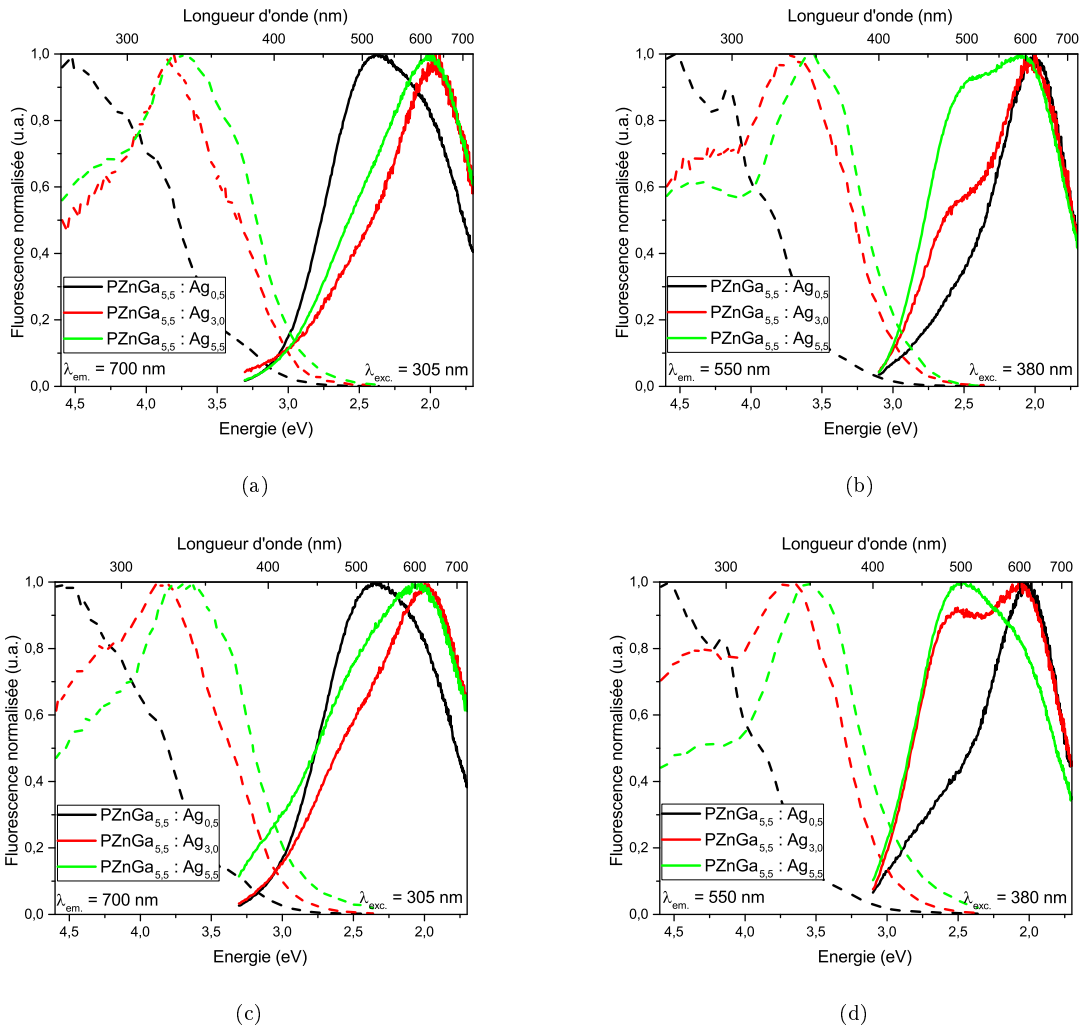 Longueur d'onde (nm)
300 400 500 600 700
Fluorescence normalisée (u.a.)
1,0
0,8
0,6
0,4
0,2
0,0
PZnGa5,5 : Ag0,5
PZnGa5,5 : Ag3,0
PZnGa5,5 : Ag5,5
λem. = 700 nm λexc. = 305 nm
4,5 4,0 3,5 3,0 2,5 2,0
Energie (eV)
(a)
Longueur d'onde (nm)
300 400 500 600 700
Fluorescence normalisée (u.a.)
1,0
0,8
0,6
0,4
0,2
0,0
PZnGa5,5 : Ag0,5
PZnGa5,5 : Ag3,0
PZnGa5,5 : Ag5,5
λem. = 550 nm λexc. = 380 nm
4,5 4,0 3,5 3,0 2,5 2,0
Energie (eV)
(b)
Longueur d'onde (nm)
300 400 500 600 700
Fluorescence normalisée (u.a.)
1,0
0,8
0,6
0,4
0,2
0,0
PZnGa5,5 : Ag0,5
PZnGa5,5 : Ag3,0
PZnGa5,5 : Ag5,5
λem. = 700 nm λexc. = 305 nm
4,5 4,0 3,5 3,0 2,5 2,0
Energie (eV)
(c)
Longueur d'onde (nm)
300 400 500 600 700
Fluorescence normalisée (u.a.)
1,0
0,8
0,6
0,4
0,2
0,0
PZnGa5,5 : Ag0,5
PZnGa5,5 : Ag3,0
PZnGa5,5 : Ag5,5
λem. = 550 nm λexc. = 380 nm
4,5 4,0 3,5 3,0 2,5 2,0
Energie (eV)
(d)